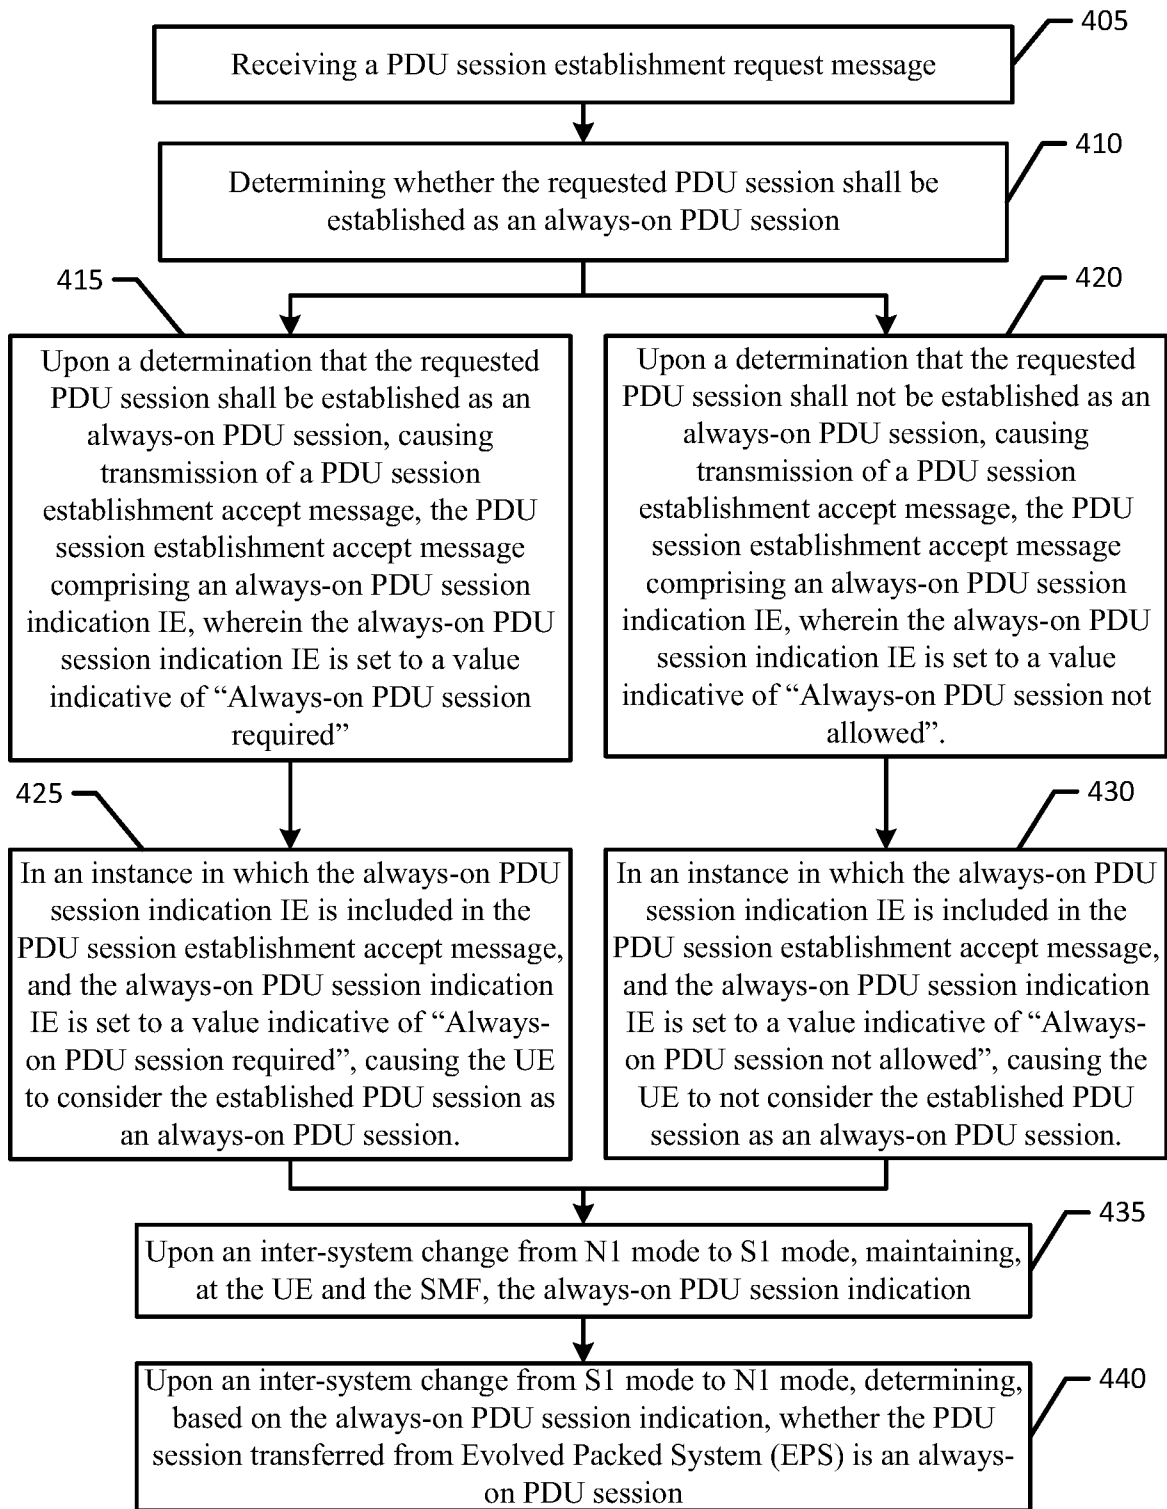 405
Receiving a PDU session establishment request message
410
Determining whether the requested PDU session shall be
established as an always-on PDU session
415
Upon a determination that the requested
PDU session shall be established as an
always-on PDU session, causing
transmission of a PDU session
establishment accept message, the PDU
session establishment accept message
comprising an always-on PDU session
indication IE, wherein the always-on PDU
session indication IE is set to a value
indicative of “Always-on PDU session
required”
420
Upon a determination that the requested
PDU session shall not be established as an
always-on PDU session, causing
transmission of a PDU session
establishment accept message, the PDU
session establishment accept message
comprising an always-on PDU session
indication IE, wherein the always-on PDU
session indication IE is set to a value
indicative of “Always-on PDU session not
allowed”.
425
In an instance in which the always-on PDU
session indication IE is included in the
PDU session establishment accept message,
and the always-on PDU session indication
IE is set to a value indicative of “Always-
on PDU session required”, causing the UE
to consider the established PDU session as
an always-on PDU session.
430
In an instance in which the always-on PDU
session indication IE is included in the
PDU session establishment accept message,
and the always-on PDU session indication
IE is set to a value indicative of “Always-
on PDU session not allowed”, causing the
UE to not consider the established PDU
session as an always-on PDU session.
435
Upon an inter-system change from N1 mode to S1 mode, maintaining,
at the UE and the SMF, the always-on PDU session indication
440
Upon an inter-system change from S1 mode to N1 mode, determining,
based on the always-on PDU session indication, whether the PDU
session transferred from Evolved Packed System (EPS) is an always-
on PDU session